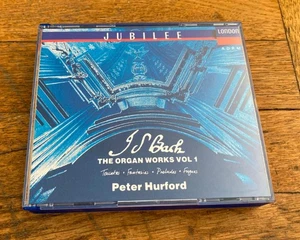 JUBILEE
LONDON
J S Bach
THE ORGAN WORKS VOL 1
Toccatas • Fantasias • Preludes • Fugues
Peter Hurford